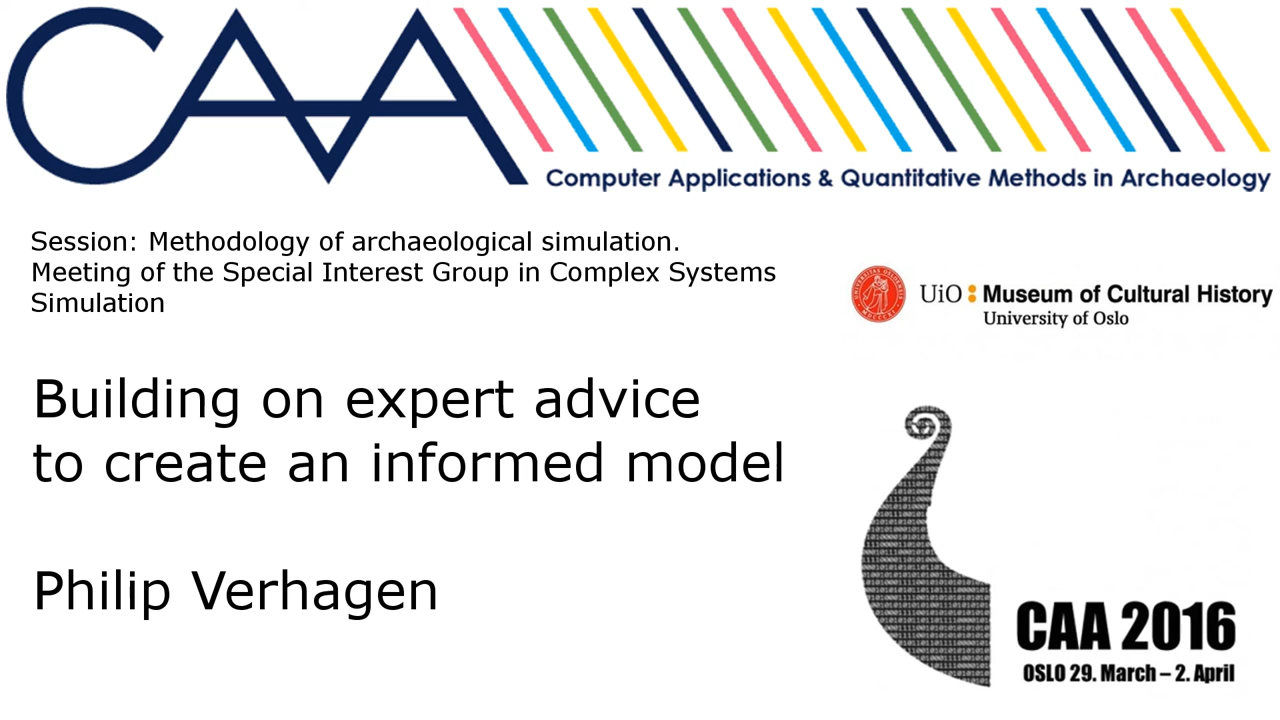 CAA
Computer Applications & Quantitative Methods in Archaeology
Session: Methodology of archaeological simulation.
Meeting of the Special Interest Group in Complex Systems
Simulation
UiO : Museum of Cultural History
University of Oslo
Building on expert advice
to create an informed model
Philip Verhagen
CAA 2016
OSLO 29. March – 2. April